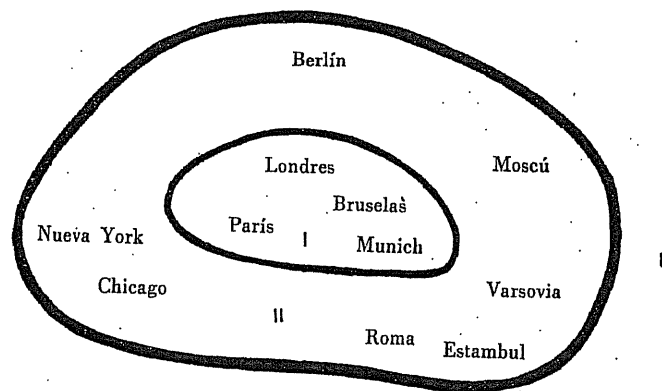 Berlín
Londres
Moscú
Bruselas
París
I
Munich
Nueva York
Chicago
Varsovia
II
Roma
Estambul